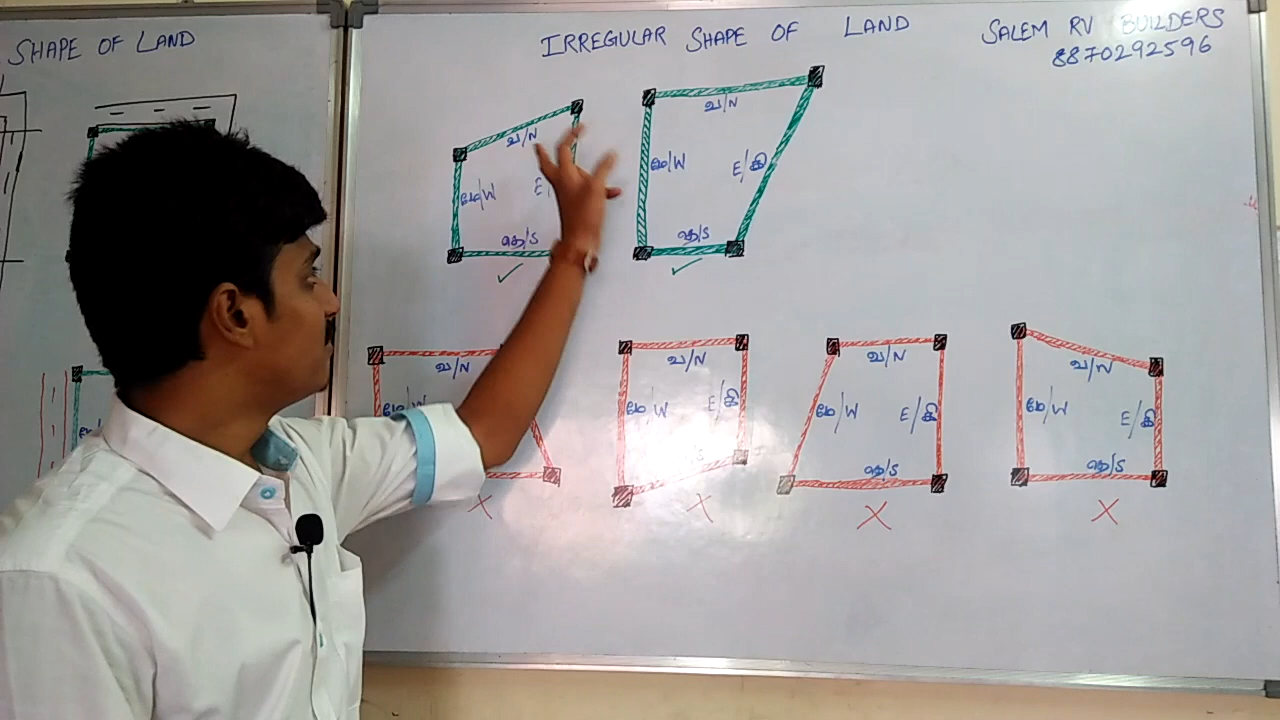 SHAPE OF LAND
IRREGULAR SHAPE OF LAND
SALEM RV BUILDERS
8870292596
வ/N
மே/W
E/
தெ/S
வ/N
மே/W
E/கி
தெ/S
வ/N
மே/W
X
வ/N
மே/W
E/கி
/S
X
வ/N
மே/W
E/கி
தெ/S
X
வ/N
மே/W
E/கி
தெ/S
X